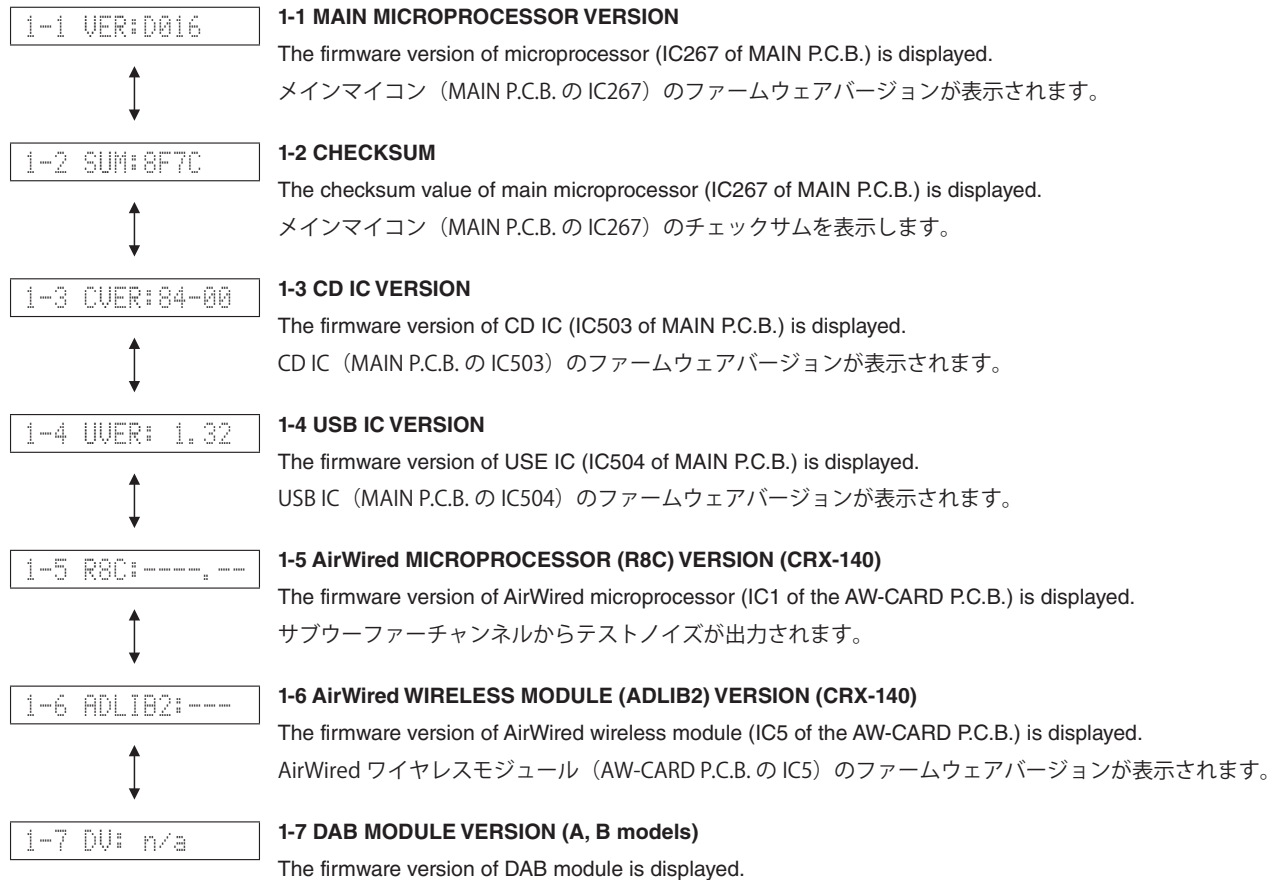 1-1 VER:D016
1-1 MAIN MICROPROCESSOR VERSION
The firmware version of microprocessor (IC267 of MAIN P.C.B.) is displayed.
メインマイコン（MAIN P.C.B. の IC267）のファームウェアバージョンが表示されます。
1-2 SUM:8F7C
1-2 CHECKSUM
The checksum value of main microprocessor (IC267 of MAIN P.C.B.) is displayed.
メインマイコン（MAIN P.C.B. の IC267）のチェックサムを表示します。
1-3 CVER:84-00
1-3 CD IC VERSION
The firmware version of CD IC (IC503 of MAIN P.C.B.) is displayed.
CD IC（MAIN P.C.B. の IC503）のファームウェアバージョンが表示されます。
1-4 UVER: 1.32
1-4 USB IC VERSION
The firmware version of USE IC (IC504 of MAIN P.C.B.) is displayed.
USB IC（MAIN P.C.B. の IC504）のファームウェアバージョンが表示されます。
1-5 R8C:----.--
1-5 AirWired MICROPROCESSOR (R8C) VERSION (CRX-140)
The firmware version of AirWired microprocessor (IC1 of the AW-CARD P.C.B.) is displayed.
サブウーファーチャンネルからテストノイズが出力されます。
1-6 ADLIB2:---
1-6 AirWired WIRELESS MODULE (ADLIB2) VERSION (CRX-140)
The firmware version of AirWired wireless module (IC5 of the AW-CARD P.C.B.) is displayed.
AirWired ワイヤレスモジュール（AW-CARD P.C.B. の IC5）のファームウェアバージョンが表示されます。
1-7 DV: n/a
1-7 DAB MODULE VERSION (A, B models)
The firmware version of DAB module is displayed.